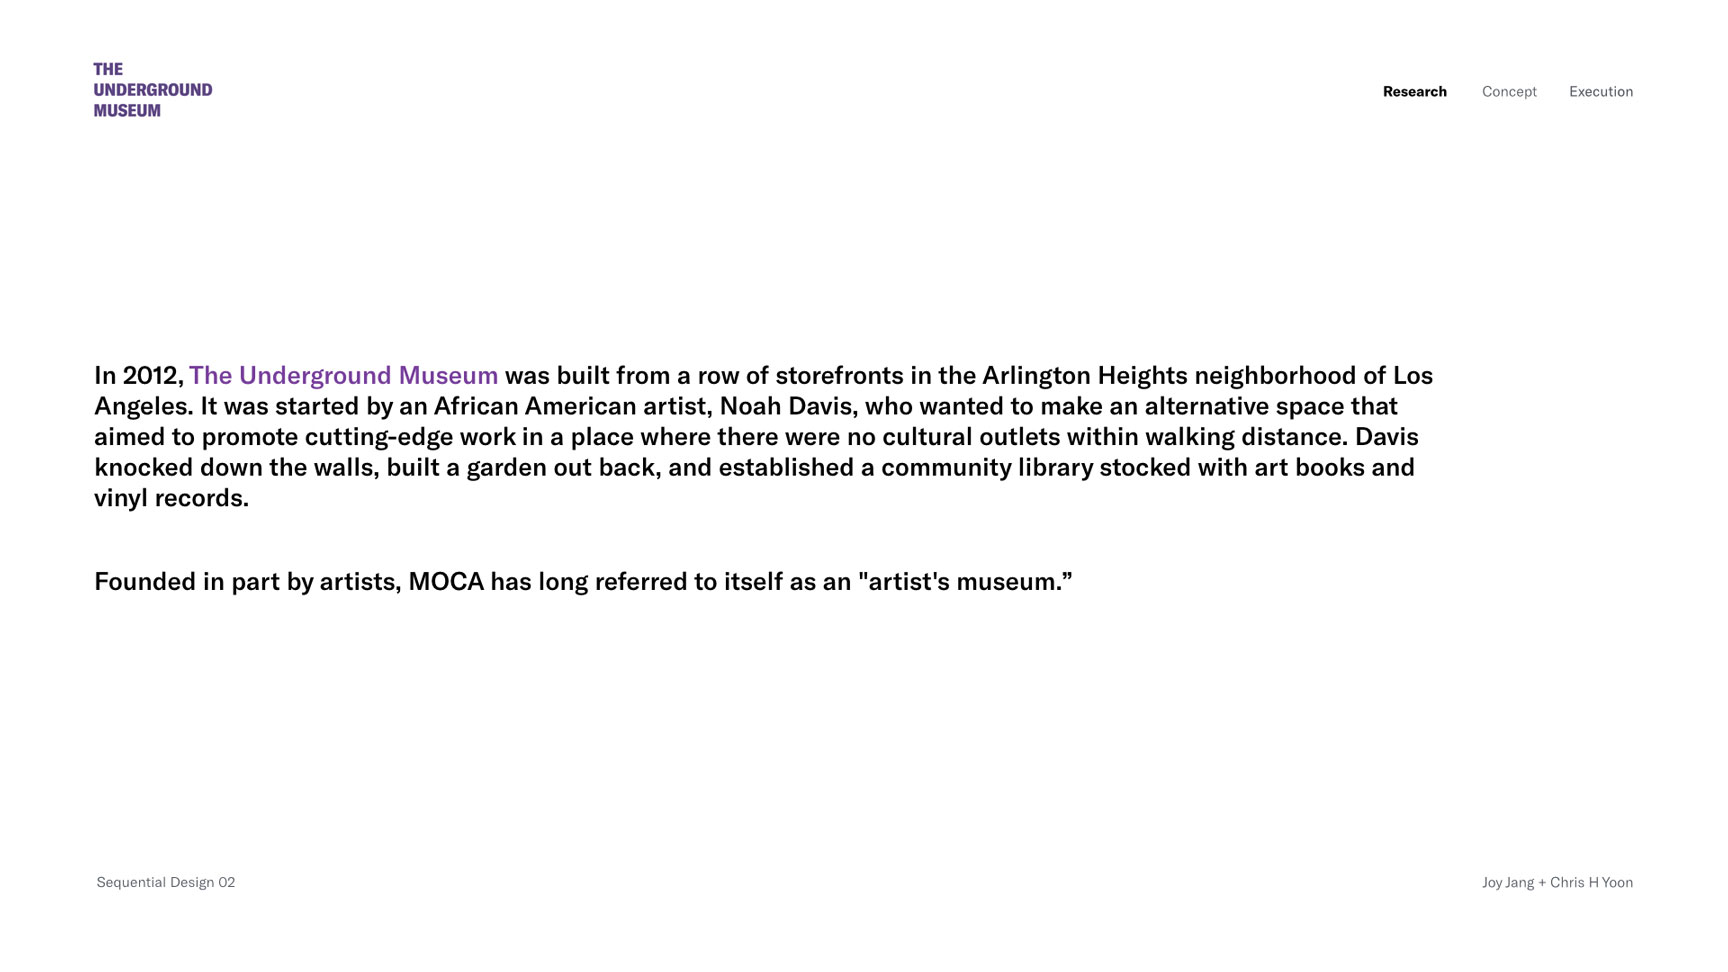 THE
UNDERGROUND
MUSEUM
Research Concept Execution
In 2012, The Underground Museum was built from a row of storefronts in the Arlington Heights neighborhood of Los
Angeles. It was started by an African American artist, Noah Davis, who wanted to make an alternative space that
aimed to promote cutting-edge work in a place where there were no cultural outlets within walking distance. Davis
knocked down the walls, built a garden out back, and established a community library stocked with art books and
vinyl records.
Founded in part by artists, MOCA has long referred to itself as an "artist's museum.”
Sequential Design 02
Joy Jang + Chris H Yoon